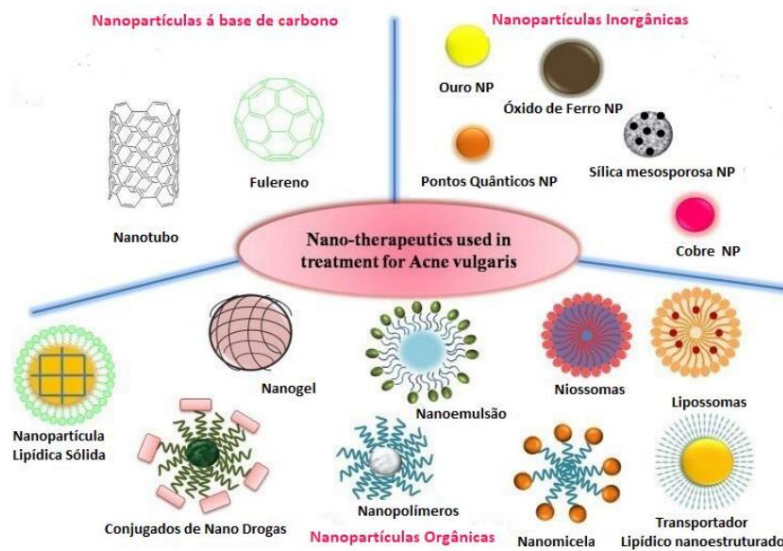 Nanopartículas á base de carbono
Nanopartículas Inorgânicas
Ouro NP
Óxido de Ferro NP
Fulereno
Pontos Quânticos NP
Sílica mesosporosa NP
Nanotubo
Cobre NP
Nano-therapeutics used in
treatment for Acne vulgaris
Nanogel
Nanoemulsão
Niossomas
Lipossomas
Nanopartícula
Lipídica Sólida
Nanopolímeros
Conjugados de Nano Drogas
Nanomicela
Transportador
Lipídico nanoestruturado
Nanopartículas Orgânicas